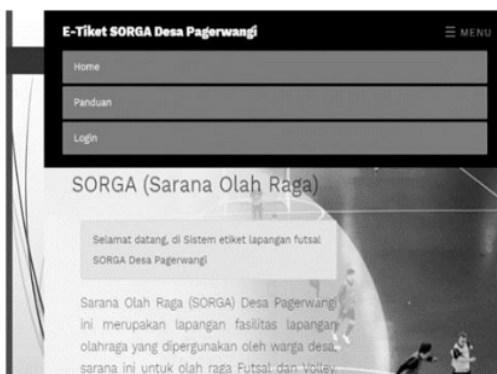 E-Tiket SORGA Desa Pagerwangi
MENU
Home
Panduan
Login
SORGA (Sarana Olah Raga)
Selamat datang, di Sistem etiket lapangan futsal
SORGA Desa Pagerwangi
Sarana Olah Raga (SORGA) Desa Pagerwangi
ini merupakan lapangan fasilitas lapangan
olahraga yang dipergunakan oleh warga desa,
sarana ini untuk olah raga Futsal dan Volley,